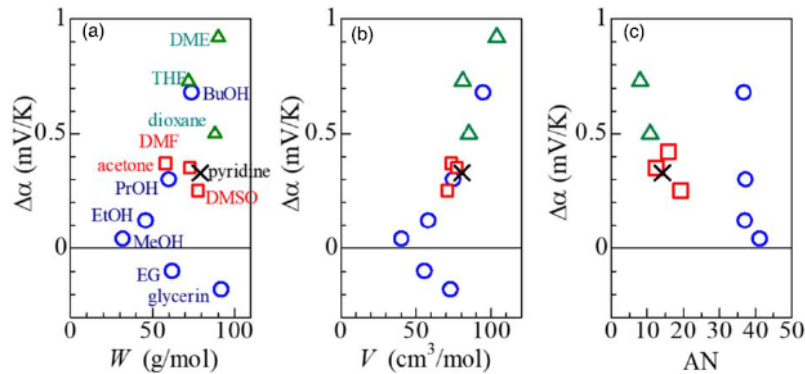 (a)
DME
THF
BuOH
dioxane
DMF
acetone
pyridine
PrOH
DMSO
EtOH
MeOH
EG
glycerin
Δα (mV/K)
1
0.5
0
0 50 100
W (g/mol)
(b)
Δα (mV/K)
1
0.5
0
0 50 100
V (cm³/mol)
(c)
Δα (mV/K)
1
0.5
0
0 10 20 30 40 50
AN